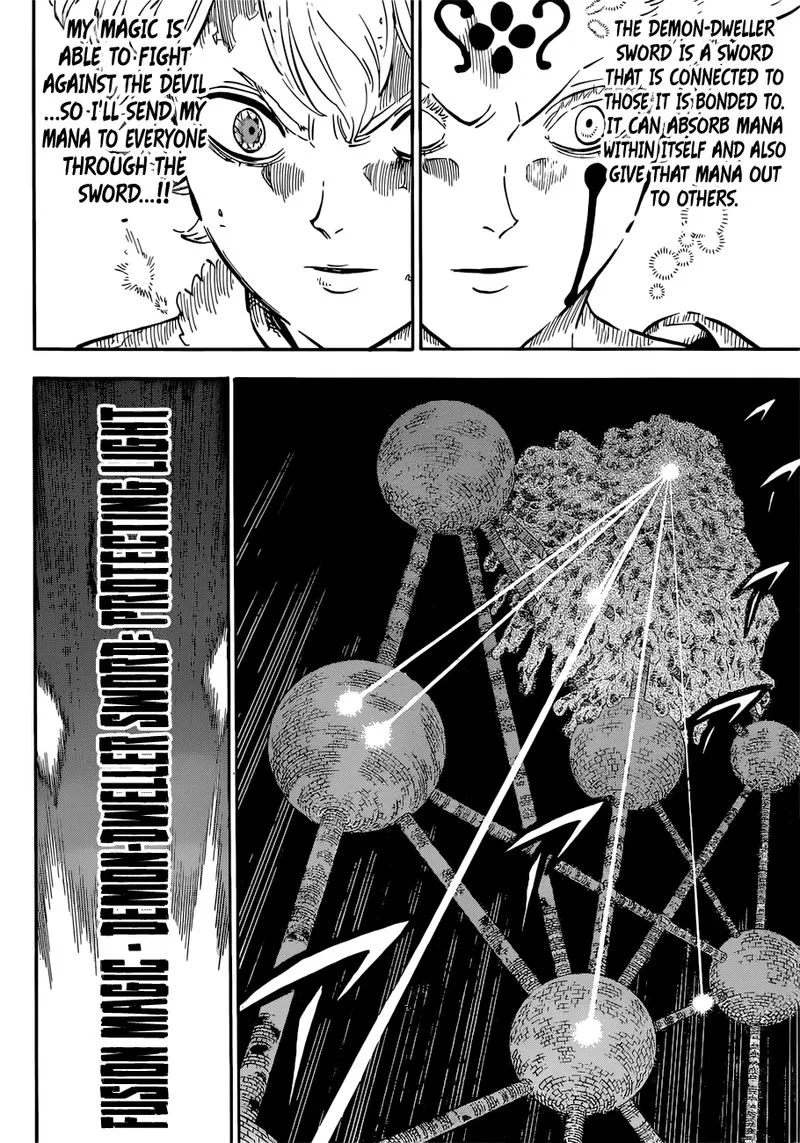 THE DEMON-DWELLER
SWORD IS A SWORD
THAT IS CONNECTED TO
THOSE IT IS BONDED TO.
IT CAN ABSORB MANA
WITHIN ITSELF AND ALSO
GIVE THAT MANA OUT
TO OTHERS.
MY MAGIC IS
ABLE TO FIGHT
AGAINST THE DEVIL
...SO I'LL SEND MY
MANA TO EVERYONE
THROUGH THE
SWORD...!!
FUSION MAGIC - DEMON-DWELLER SWORD: PROTECTING LIGHT